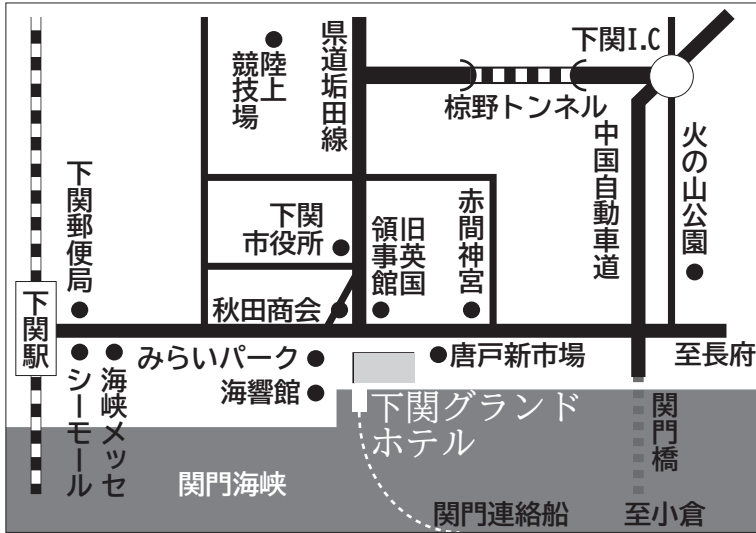 下関I.C
県道垢田線
陸上
競技場
椋野トンネル
中国自動車道
火の山公園
下関郵便局
下関
市役所
旧英国
領事館
赤間神宮
下関駅
秋田商会
みらいパーク
唐戸新市場
至長府
海響館
シーモール
海峡メッセ
下関グランド
ホテル
関門橋
関門海峡
関門連絡船
至小倉